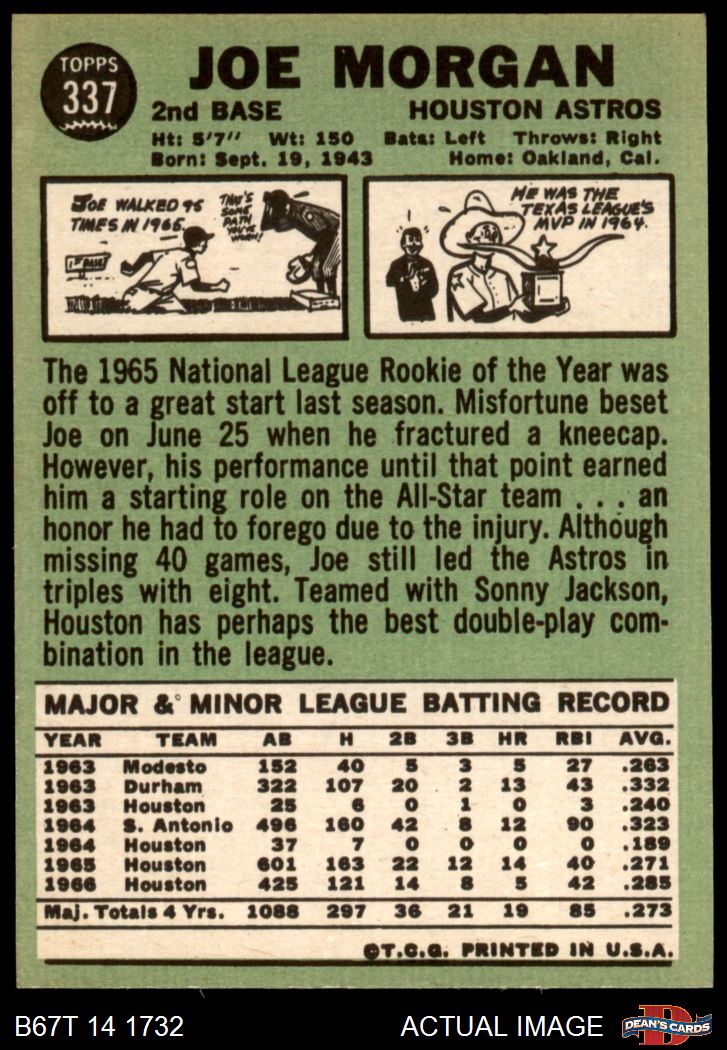 TOPPS
337
JOE MORGAN
2nd BASE HOUSTON ASTROS
Ht: 5'7" Wt: 150 Bats: Left Throws: Right
Born: Sept. 19, 1943 Home: Oakland, Cal.
JOE WALKED 95
TIMES IN 1965.
THAT'S
SOME
PATH
YOU'VE
WORN!
1ST BASE
HE WAS THE
TEXAS LEAGUE'S
MVP IN 1964.
The 1965 National League Rookie of the Year was
off to a great start last season. Misfortune beset
Joe on June 25 when he fractured a kneecap.
However, his performance until that point earned
him a starting role on the All-Star team . . . an
honor he had to forego due to the injury. Although
missing 40 games, Joe still led the Astros in
triples with eight. Teamed with Sonny Jackson,
Houston has perhaps the best double-play com-
bination in the league.
MAJOR & MINOR LEAGUE BATTING RECORD
YEAR TEAM AB H 2B 3B HR RBI AVG.
1963 Modesto 152 40 5 3 5 27 .263
1963 Durham 322 107 20 2 13 43 .332
1963 Houston 25 6 0 1 0 3 .240
1964 S. Antonio 496 160 42 8 12 90 .323
1964 Houston 37 7 0 0 0 0 .189
1965 Houston 601 163 22 12 14 40 .271
1966 Houston 425 121 14 8 5 42 .285
Maj. Totals 4 Yrs. 1088 297 36 21 19 85 .273
©T.C.G. PRINTED IN U.S.A.
B67T 14 1732 ACTUAL IMAGE
D
DEAN'S CARDS